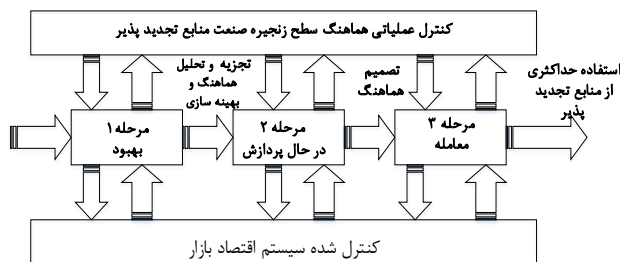 کنترل عملیاتی هماهنگ سطح زنجیره صنعت منابع تجدید پذیر
استفاده حداکثری
از منابع تجدید
پذیر
تصمیم
هماهنگ
تجزیه و تحلیل
هماهنگ و
بهینه سازی
مرحله ۱
بهبود
مرحله ۲
در حال پردازش
مرحله ۳
معامله
کنترل شده سیستم اقتصاد بازار